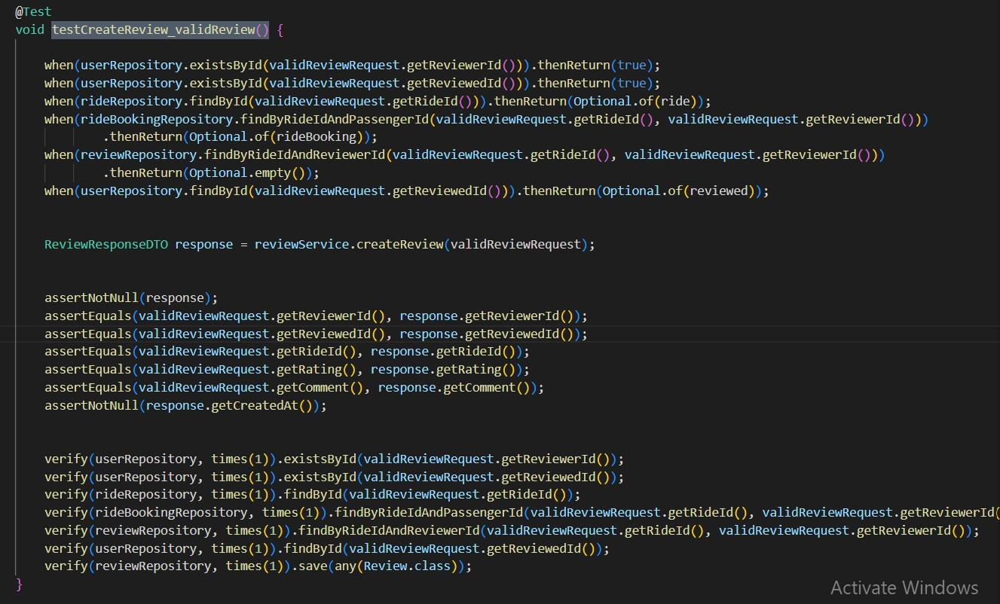 @Test
void testCreateReview_validReview() {
when(userRepository.existsById(validReviewRequest.getReviewerId())).thenReturn(true);
when(userRepository.existsById(validReviewRequest.getReviewedId())).thenReturn(true);
when(rideRepository.findById(validReviewRequest.getRideId())).thenReturn(Optional.of(ride));
when(rideBookingRepository.findByRideIdAndPassengerId(validReviewRequest.getRideId(), validReviewRequest.getReviewerId()))
.thenReturn(Optional.of(rideBooking));
when(reviewRepository.findByRideIdAndReviewerId(validReviewRequest.getRideId(), validReviewRequest.getReviewerId()))
.thenReturn(Optional.empty());
when(userRepository.findById(validReviewRequest.getReviewedId())).thenReturn(Optional.of(reviewed));
ReviewResponseDTO response = reviewService.createReview(validReviewRequest);
assertNotNull(response);
assertEquals(validReviewRequest.getReviewerId(), response.getReviewerId());
assertEquals(validReviewRequest.getReviewedId(), response.getReviewedId());
assertEquals(validReviewRequest.getRideId(), response.getRideId());
assertEquals(validReviewRequest.getRating(), response.getRating());
assertEquals(validReviewRequest.getComment(), response.getComment());
assertNotNull(response.getCreatedAt());
verify(userRepository, times(1)).existsById(validReviewRequest.getReviewerId());
verify(userRepository, times(1)).existsById(validReviewRequest.getReviewedId());
verify(rideRepository, times(1)).findById(validReviewRequest.getRideId());
verify(rideBookingRepository, times(1)).findByRideIdAndPassengerId(validReviewRequest.getRideId(), validReviewRequest.getReviewerId(
verify(reviewRepository, times(1)).findByRideIdAndReviewerId(validReviewRequest.getRideId(), validReviewRequest.getReviewerId());
verify(userRepository, times(1)).findById(validReviewRequest.getReviewedId());
verify(reviewRepository, times(1)).save(any(Review.class));
}
Activate Windows